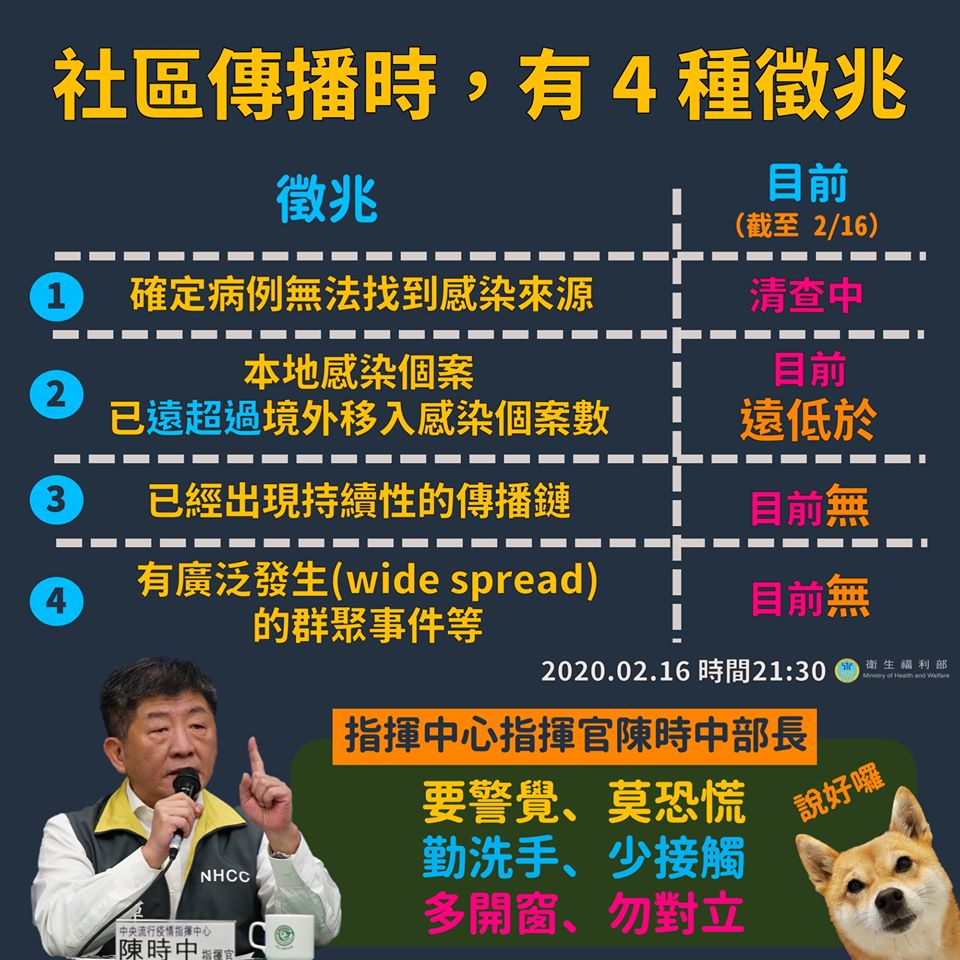 社區傳播時，有 4 種徵兆
徵兆
目前
（截至 2/16）
1 確定病例無法找到感染來源
清查中
2 本地感染個案
已遠超過境外移入感染個案數
目前
遠低於
3 已經出現持續性的傳播鏈
目前無
4 有廣泛發生(wide spread)
的群聚事件等
目前無
2020.02.16 時間21:30
衛生福利部
Ministry of Health and Welfare
指揮中心指揮官陳時中部長
要警覺、莫恐慌
勤洗手、少接觸
多開窗、勿對立
說好囉
NHCC
中央流行疫情指揮中心
陳時中 指揮官